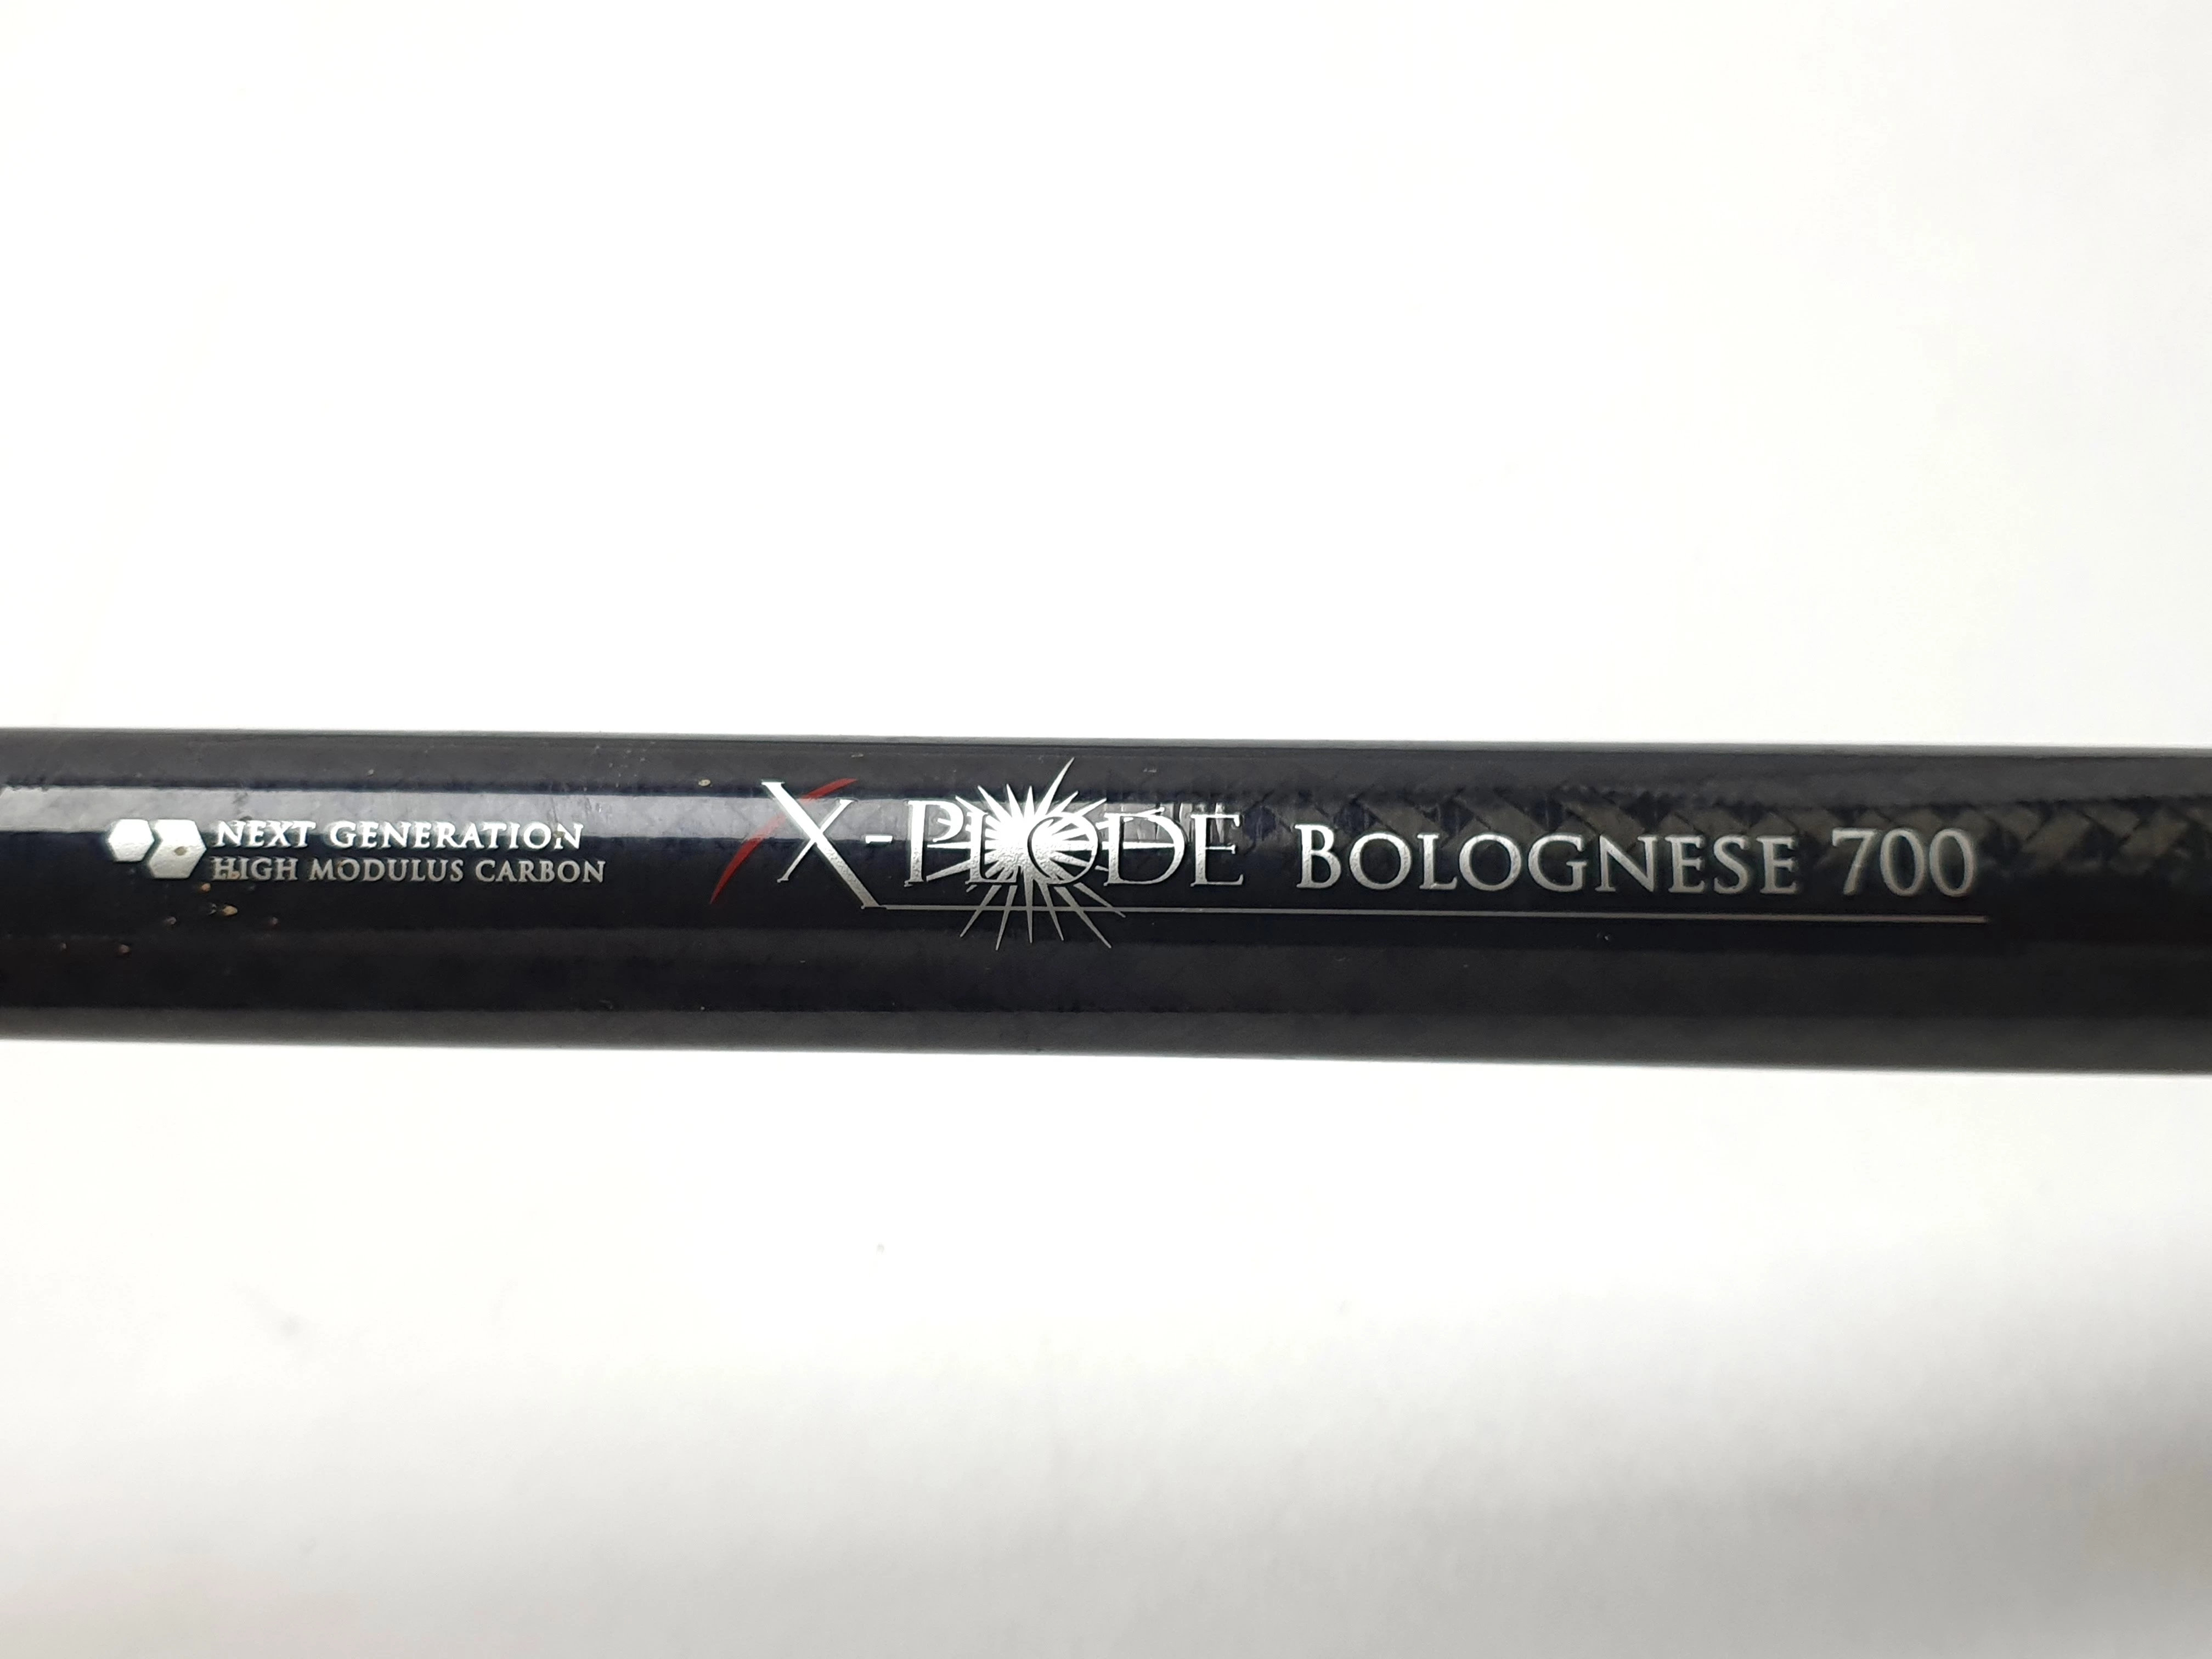 NEXT GENERATION
HIGH MODULUS CARBON
X-PLODE BOLOGNESE 700